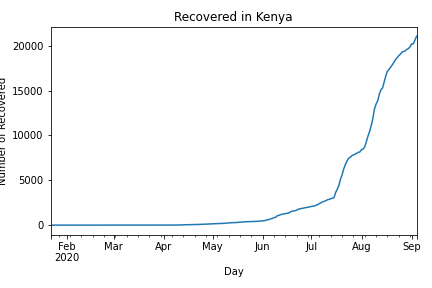 Recovered in Kenya
Number of Recovered
20000
15000
10000
5000
0
Feb Mar Apr May Jun Jul Aug Sep
2020
Day